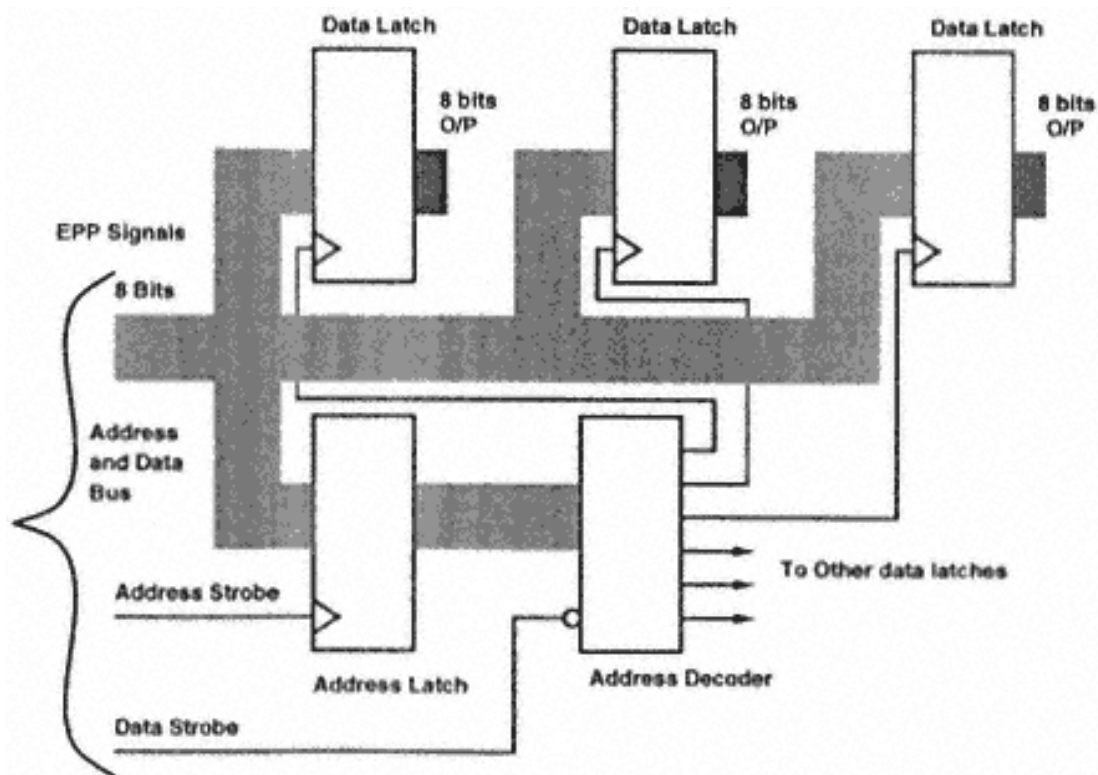 Data Latch
Data Latch
Data Latch
8 bits
O/P
8 bits
O/P
8 bits
O/P
EPP Signals
8 Bits
Address
and Data
Bus
Address Strobe
To Other data latches
Address Latch
Address Decoder
Data Strobe